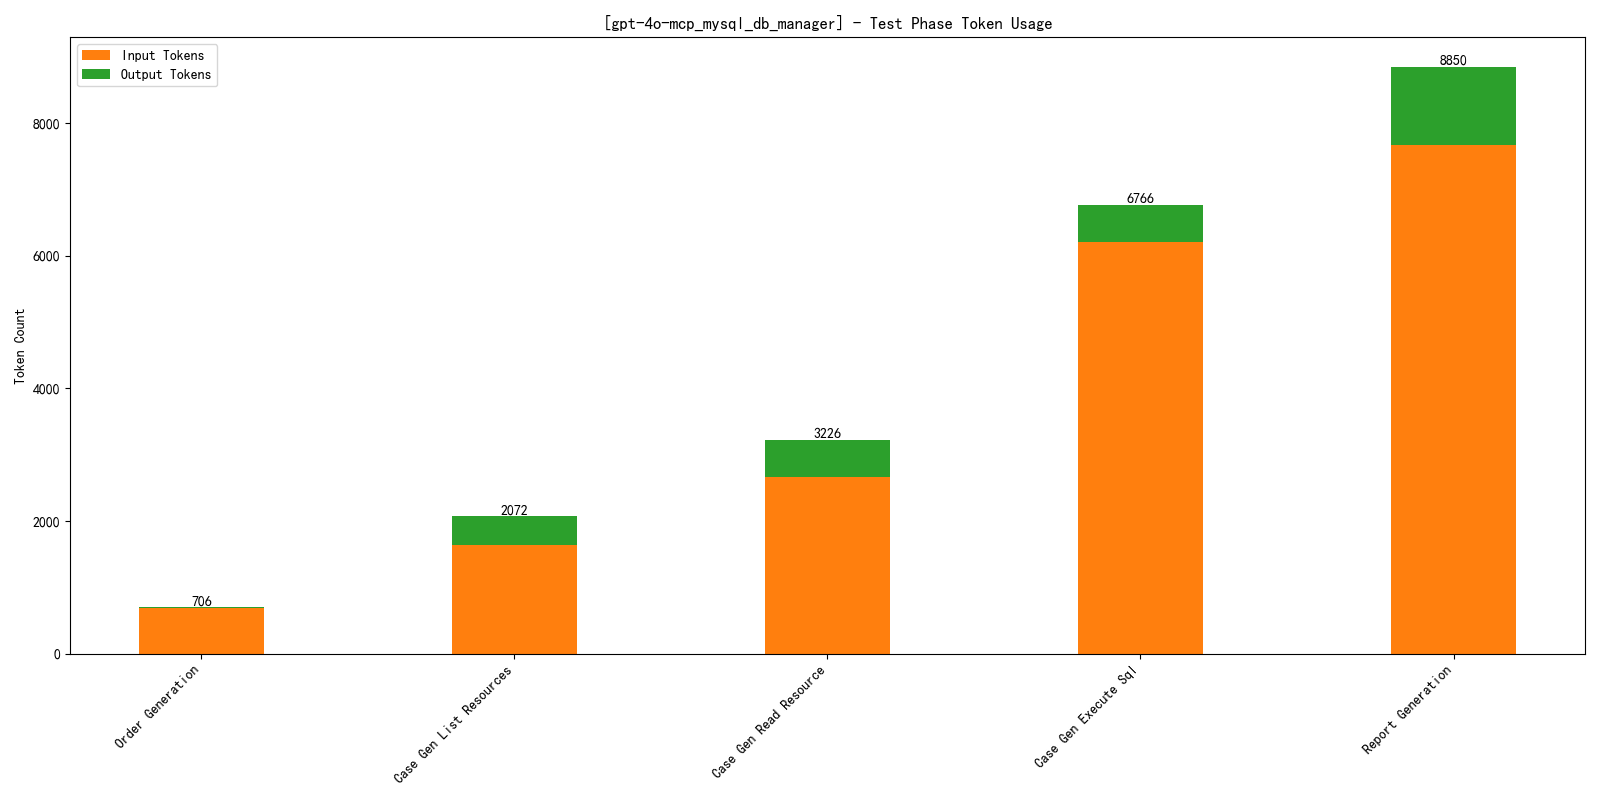 [gpt-4o-mcp_mysql_db_manager] - Test Phase Token Usage
Input Tokens
Output Tokens
8850
8000
6766
6000
Token Count
4000
3226
2072
2000
706
0
Order Generation
Case Gen List Resources
Case Gen Read Resource
Case Gen Execute Sql
Report Generation